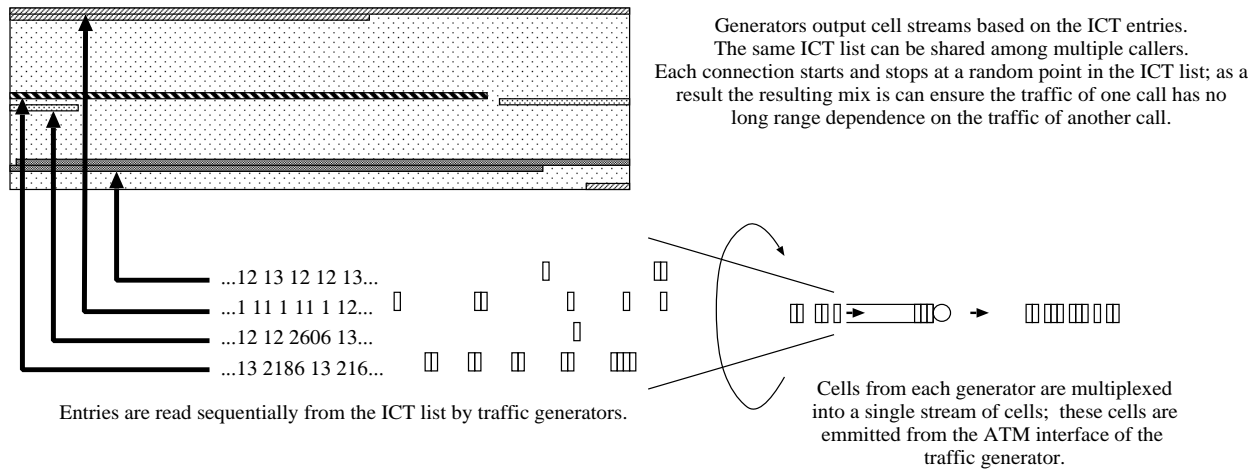 Generators output cell streams based on the ICT entries.
The same ICT list can be shared among multiple callers.
Each connection starts and stops at a random point in the ICT list; as a
result the resulting mix is can ensure the traffic of one call has no
long range dependence on the traffic of another call.
...12 13 12 12 13...
...1 11 1 11 1 12...
...12 12 2606 13...
...13 2186 13 216...
Entries are read sequentially from the ICT list by traffic generators.
Cells from each generator are multiplexed
into a single stream of cells; these cells are
emmitted from the ATM interface of the
traffic generator.